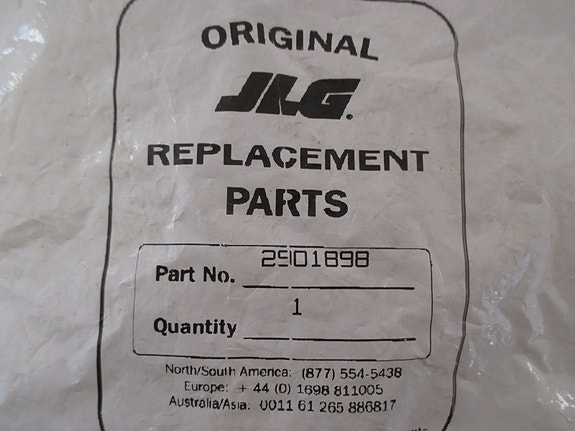 ORIGINAL
JLG®
REPLACEMENT
PARTS
Part No. 2901898
Quantity 1
North/South America: (877) 554-5438
Europe: + 44 (0) 1698 811005
Australia/Asia: 0011 61 265 886817